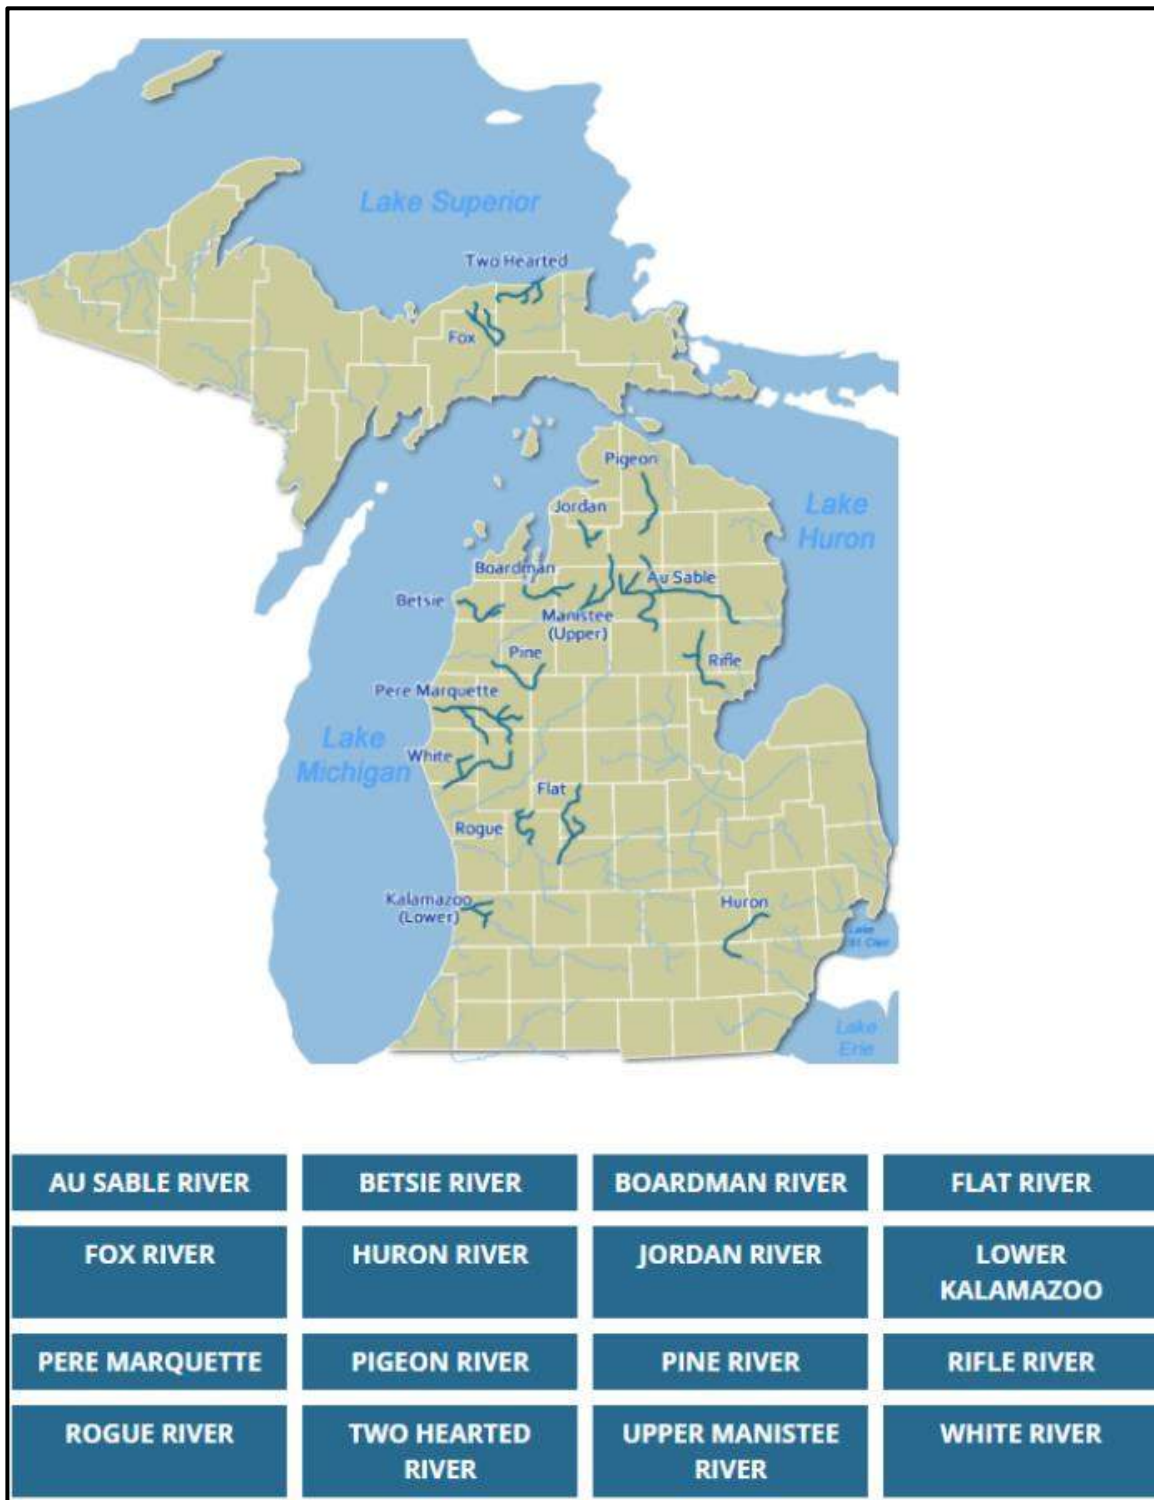 Lake Superior
Two Hearted
Fox
Pigeon
Jordan
Lake
Huron
Boardman
Au Sable
Betsie
Manistee
(Upper)
Pine
Rifle
Pere Marquette
Lake
Michigan
White
Flat
Rogue
Kalamazoo
(Lower)
Huron
Lake
St Clair
Lake
Erie
AU SABLE RIVER
BETSIE RIVER
BOARDMAN RIVER
FLAT RIVER
FOX RIVER
HURON RIVER
JORDAN RIVER
LOWER
KALAMAZOO
PERE MARQUETTE
PIGEON RIVER
PINE RIVER
RIFLE RIVER
ROGUE RIVER
TWO HEARTED
RIVER
UPPER MANISTEE
RIVER
WHITE RIVER